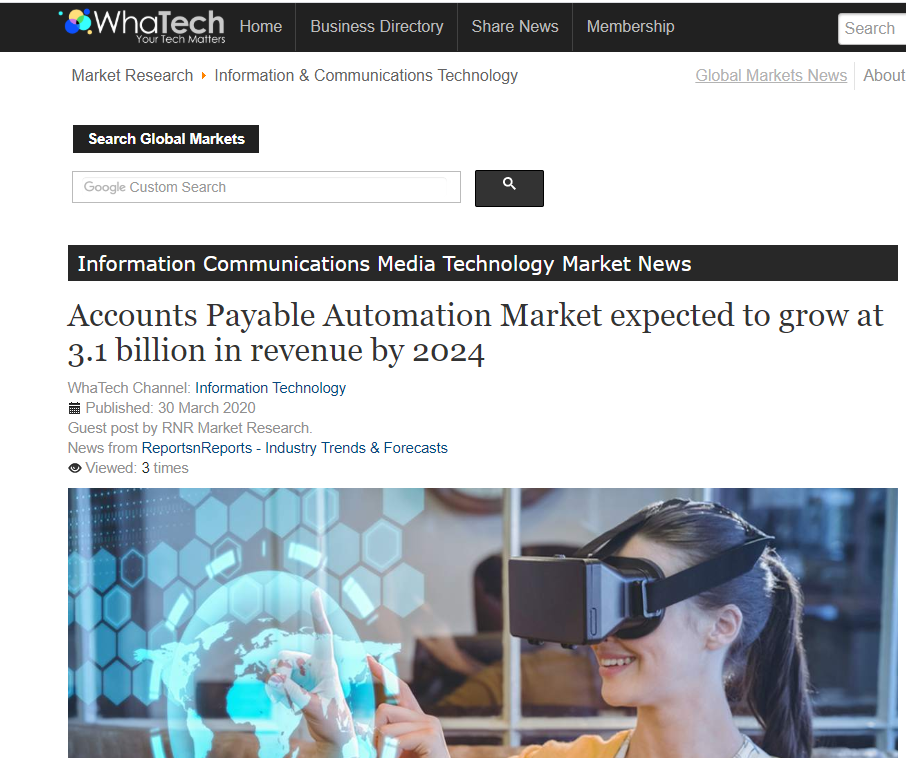 WhaTech
Your Tech Matters
Home
Business Directory
Share News
Membership
Search
Market Research
Information & Communications Technology
Global Markets News
About
Search Global Markets
Google Custom Search
Information Communications Media Technology Market News
Accounts Payable Automation Market expected to grow at
3.1 billion in revenue by 2024
WhaTech Channel: Information Technology
Published: 30 March 2020
Guest post by RNR Market Research.
News from ReportsnReports - Industry Trends & Forecasts
Viewed: 3 times